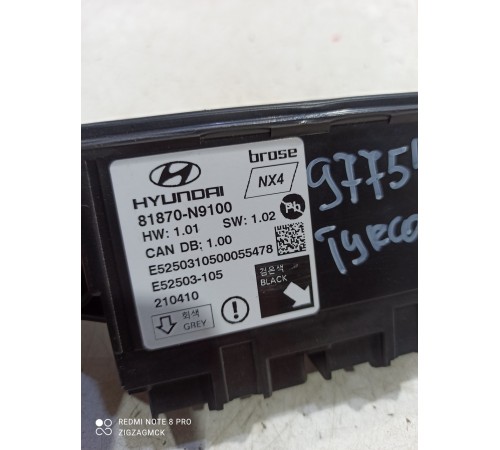 brose
HYUNDAI
NX4
81870-N9100
HW: 1.01 SW: 1.02
Pb
CAN DB: 1.00
E5250310500055478
E52503-105
210410
검은색
BLACK
회색
GREY
9775
REDMI NOTE 8 PRO
ZIGZAGMCK